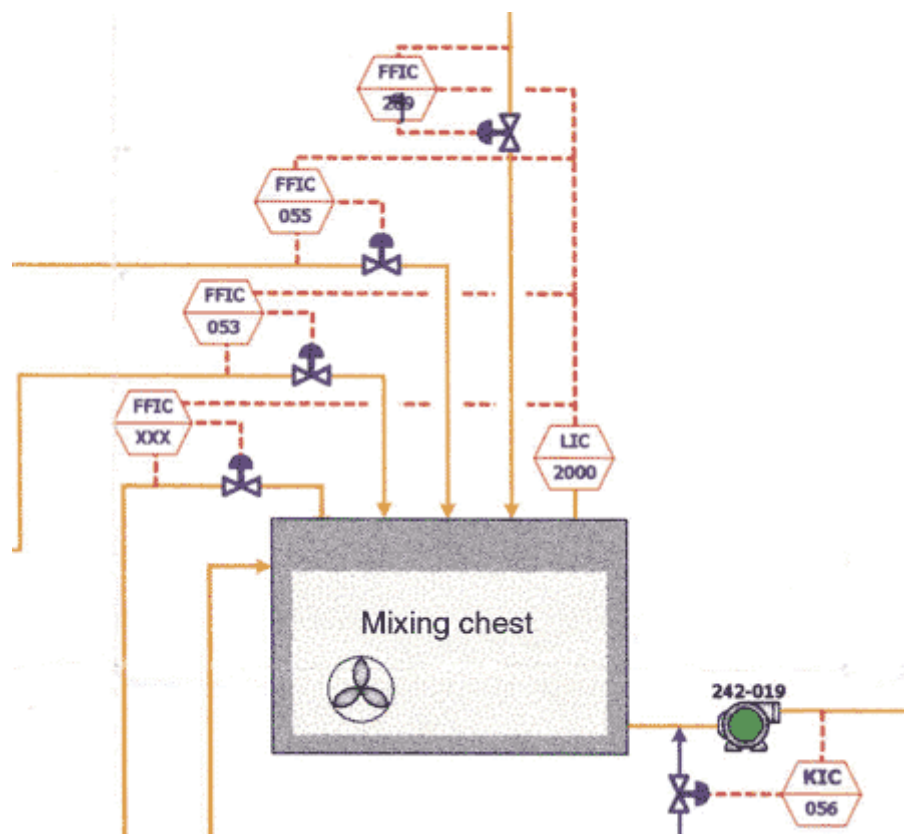 FFIC
FFIC
055
FFIC
053
FFIC
XXX
LIC
2000
Mixing chest
242-019
KIC
056